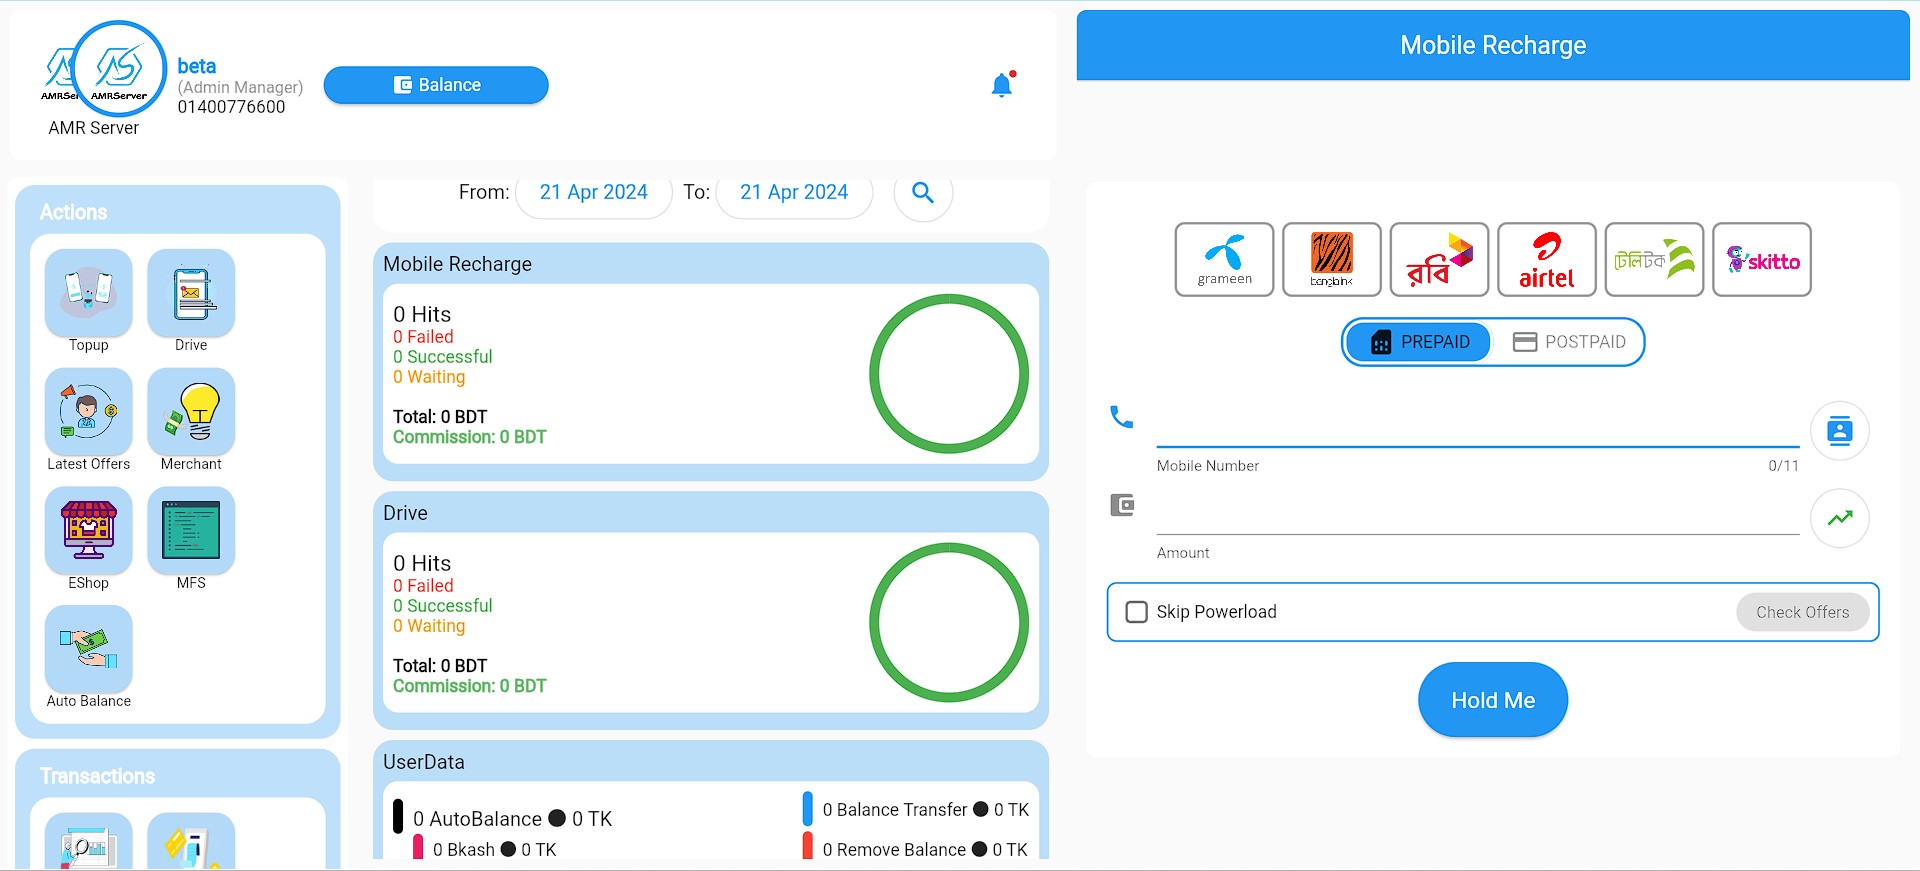 AMRSer
AMRServer
AMR Server
beta
(Admin Manager)
01400776600
Balance
Actions
Topup
Drive
Latest Offers
Merchant
EShop
MFS
Auto Balance
Transactions
From: 21 Apr 2024 To: 21 Apr 2024
Mobile Recharge
0 Hits
0 Failed
0 Successful
0 Waiting
Total: 0 BDT
Commission: 0 BDT
Drive
0 Hits
0 Failed
0 Successful
0 Waiting
Total: 0 BDT
Commission: 0 BDT
UserData
0 AutoBalance ● 0 TK
0 Bkash ● 0 TK
0 Balance Transfer ● 0 TK
0 Remove Balance ● 0 TK
Mobile Recharge
grameen
banglalink
রবি
airtel
টেলিটক
skitto
PREPAID
POSTPAID
Mobile Number
0/11
Amount
Skip Powerload
Check Offers
Hold Me